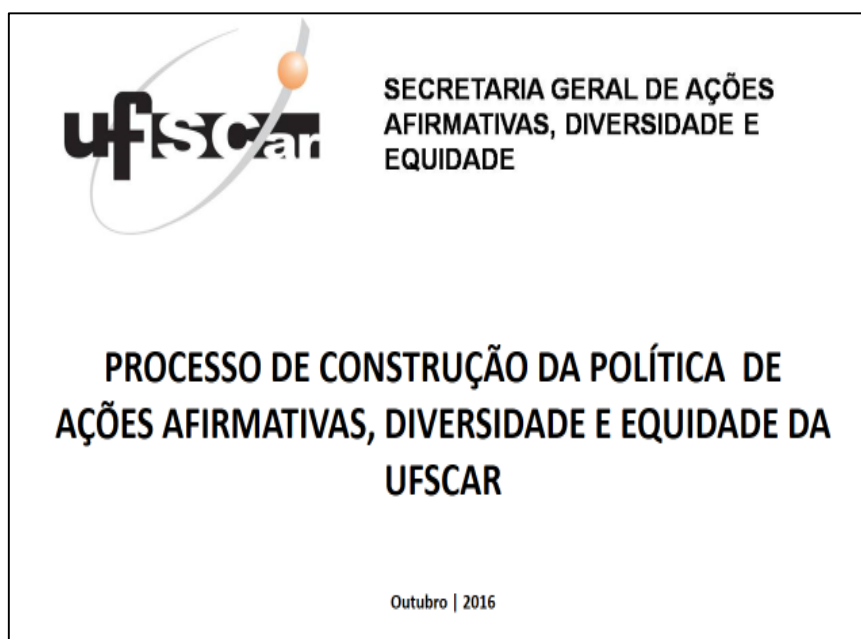 ufscar
SECRETARIA GERAL DE AÇÕES
AFIRMATIVAS, DIVERSIDADE E
EQUIDADE
PROCESSO DE CONSTRUÇÃO DA POLÍTICA DE
AÇÕES AFIRMATIVAS, DIVERSIDADE E EQUIDADE DA
UFSCAR
Outubro | 2016